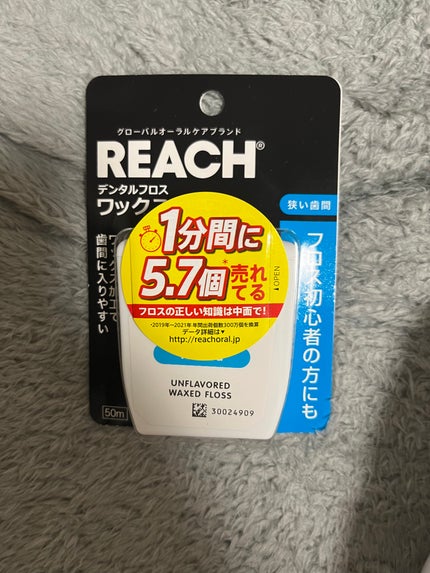 グローバルオーラルケアブランド
REACH®
デンタルフロス
ワック
狭い歯間
フロス初心者の方にも
歯間に入りやすい
1分間に
5.7個*売れてる
フロスの正しい知識は中面で!
*2019年~2021年 年間出荷個数300万個を換算
データ詳細は▼
http://reachoral.jp
OPEN
UNFLAVORED
WAXED FLOSS
30024909
50m